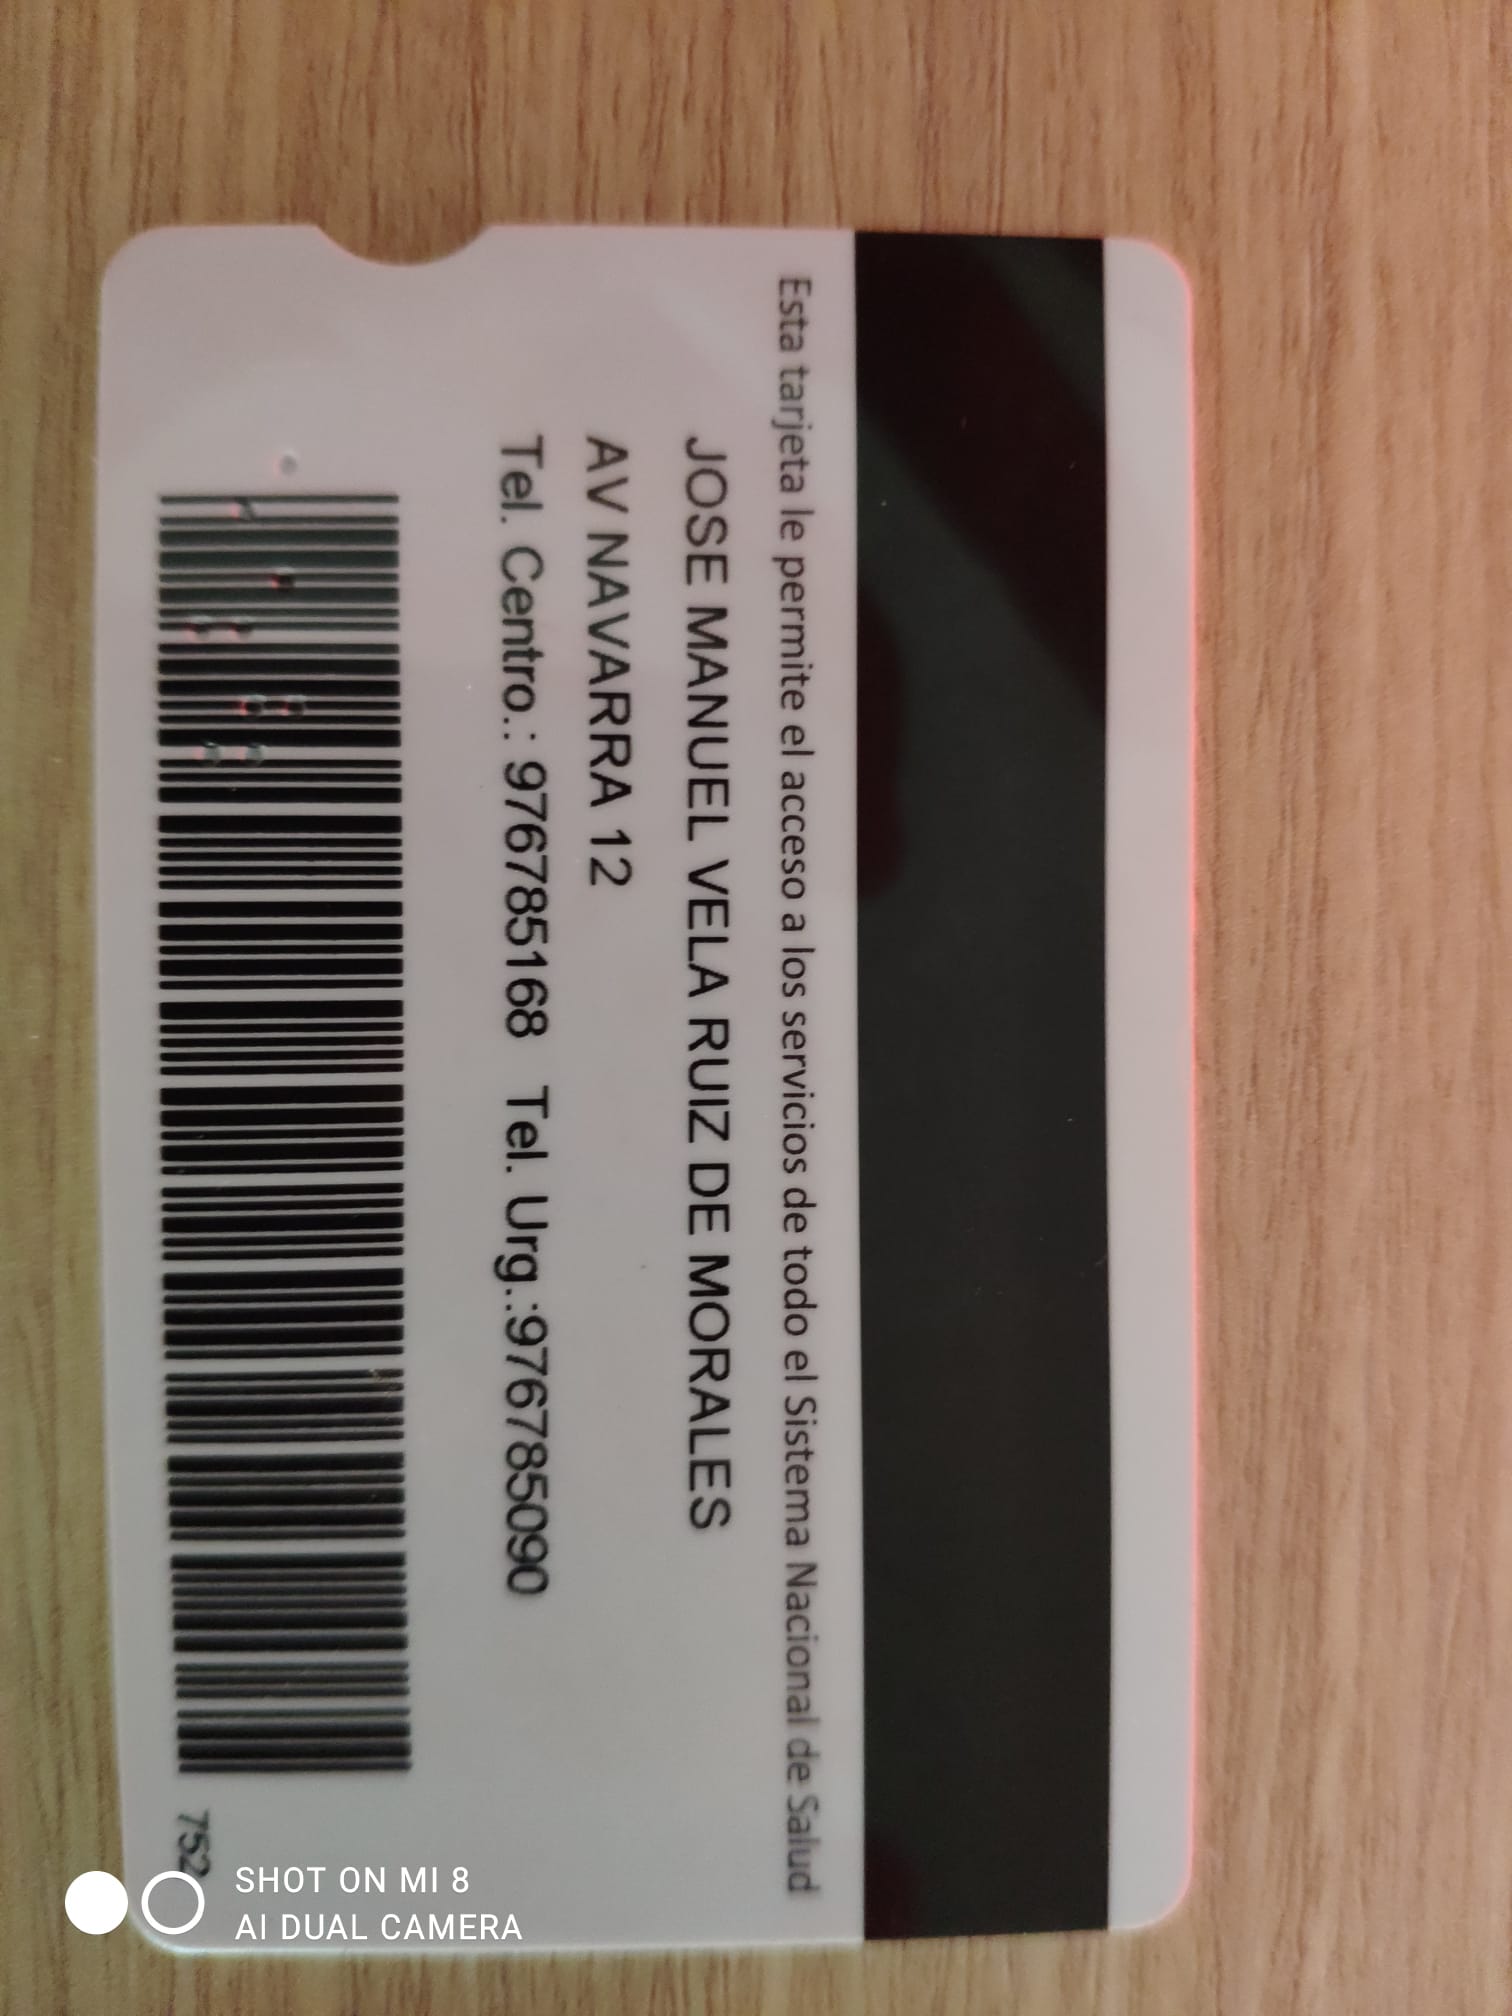 Esta tarjeta le permite el acceso a los servicios de todo el Sistema Nacional de Salud
JOSE MANUEL VELA RUIZ DE MORALES
AV NAVARRA 12
Tel. Centro.: 976785168 Tel. Urg.:976785090
752
SHOT ON MI 8
AI DUAL CAMERA